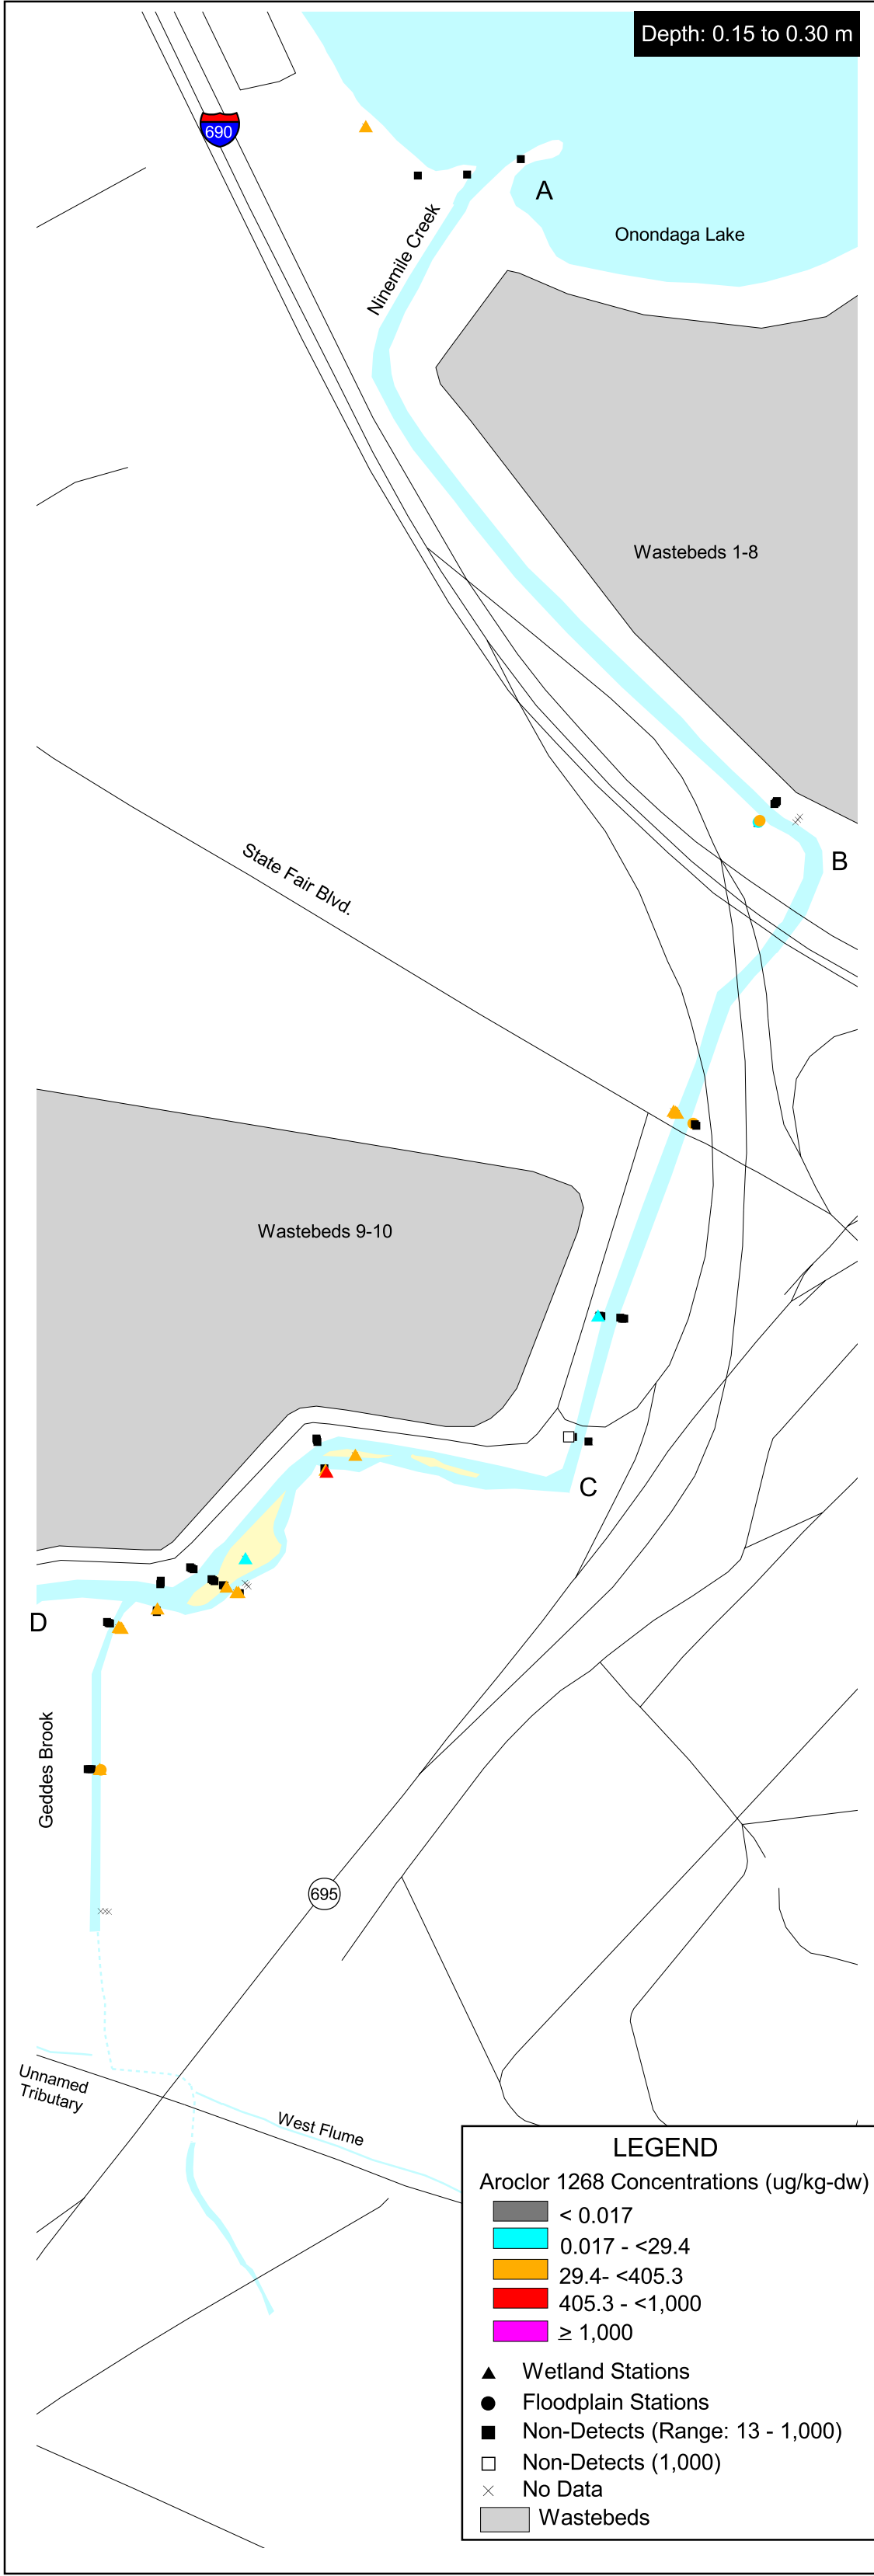 Depth: 0.15 to 0.30 m
690
A
Ninemile Creek
Onondaga Lake
Wastebeds 1-8
B
State Fair Blvd.
Wastebeds 9-10
C
D
Geddes Brook
695
Unnamed
Tributary
West Flume
LEGEND
Aroclor 1268 Concentrations (ug/kg-dw)
< 0.017
0.017 - <29.4
29.4- <405.3
405.3 - <1,000
≥ 1,000
Wetland Stations
Floodplain Stations
Non-Detects (Range: 13 - 1,000)
Non-Detects (1,000)
No Data
Wastebeds